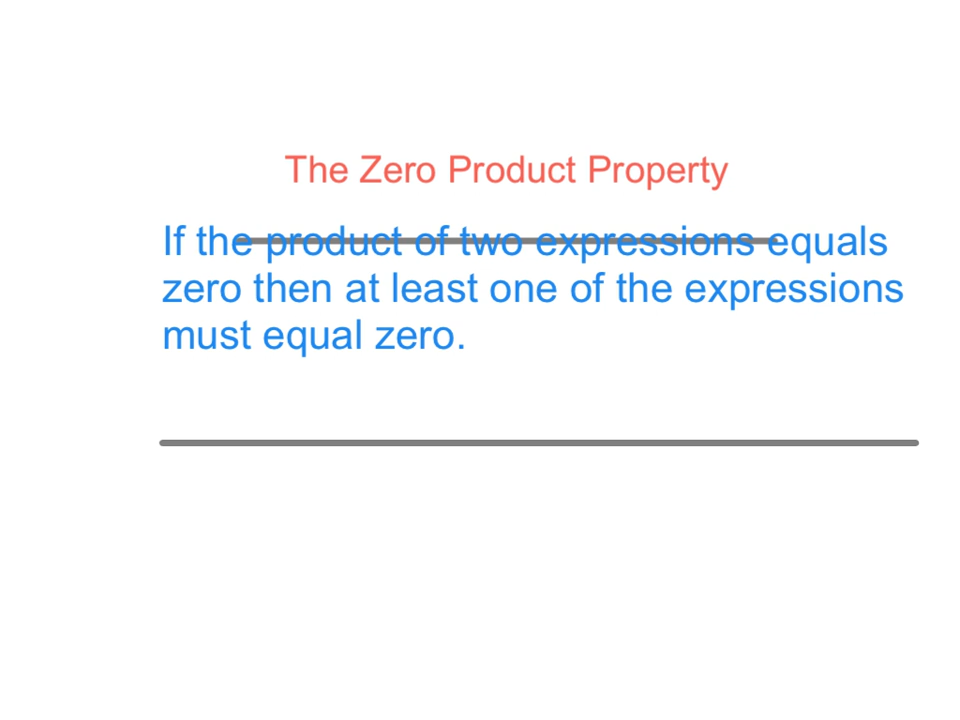 The Zero Product Property
If the product of two expressions equals
zero then at least one of the expressions
must equal zero.